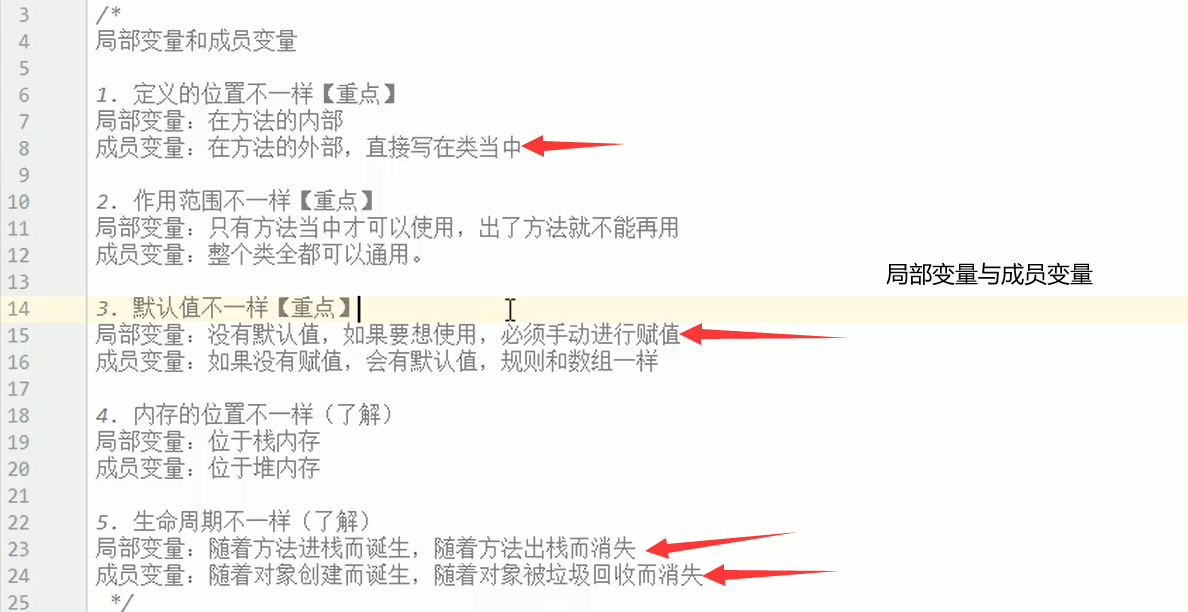 3 /*
4 局部变量和成员变量
5
6 1. 定义的位置不一样【重点】
7 局部变量：在方法的内部
8 成员变量：在方法的外部，直接写在类当中
9
10 2. 作用范围不一样【重点】
11 局部变量：只有方法当中才可以使用，出了方法就不能再用
12 成员变量：整个类全都可以通用。
13
局部变量与成员变量
14 3. 默认值不一样【重点】
15 局部变量：没有默认值，如果要想使用，必须手动进行赋值
16 成员变量：如果没有赋值，会有默认值，规则和数组一样
17
18 4. 内存的位置不一样（了解）
19 局部变量：位于栈内存
20 成员变量：位于堆内存
21
22 5. 生命周期不一样（了解）
23 局部变量：随着方法进栈而诞生，随着方法出栈而消失
24 成员变量：随着对象创建而诞生，随着对象被垃圾回收而消失
25 */